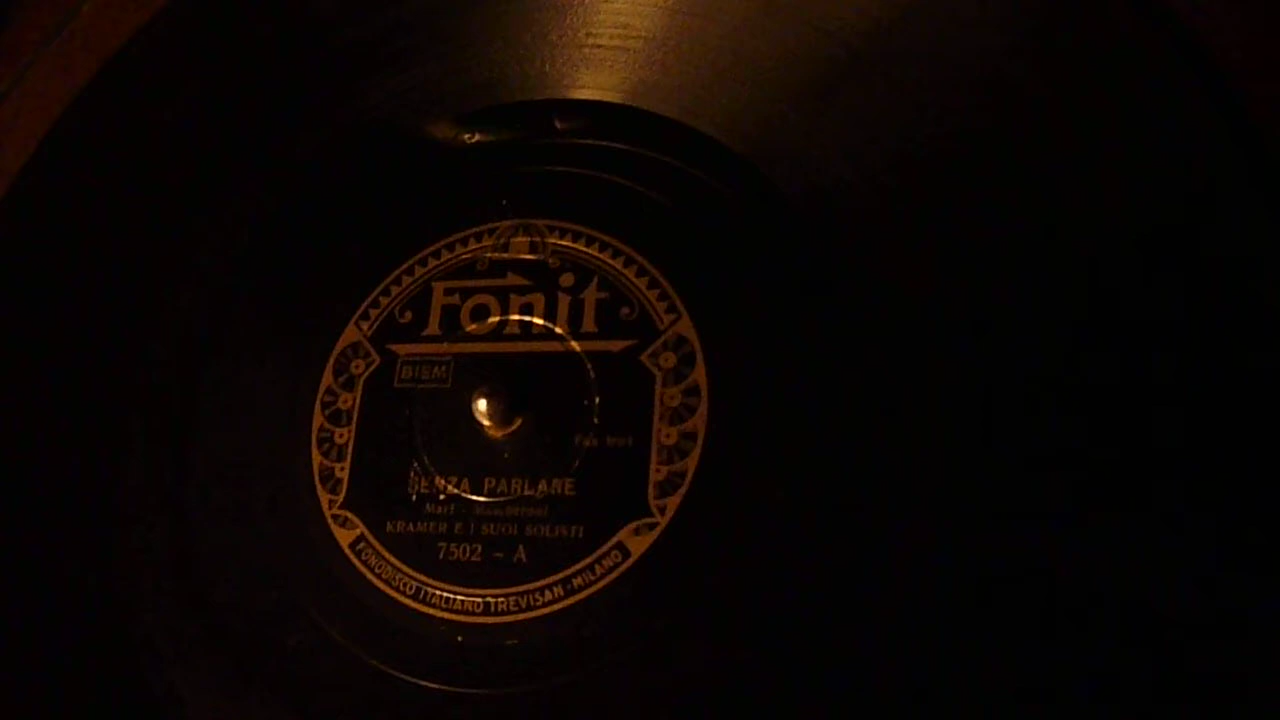 Fonit
BIEM
SENZA PARLARE
KRAMER E I SUOI SOLISTI
7502 - A
FONODISCO ITALIANO TREVISAN - MILANO